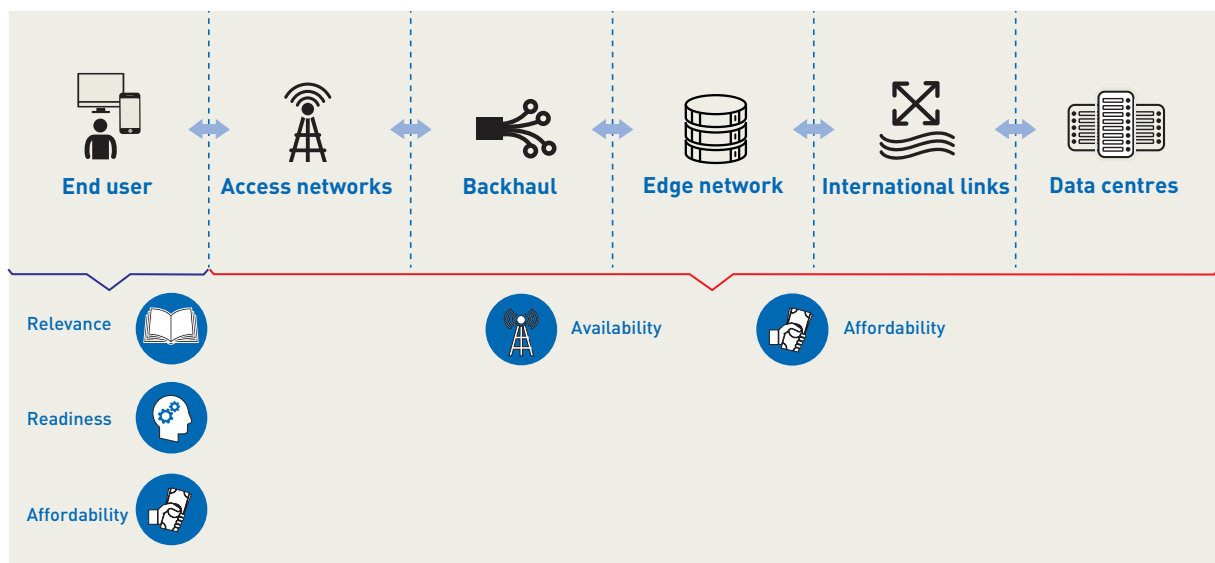 End user
Access networks
Backhaul
Edge network
International links
Data centres
Relevance
Availability
Affordability
Readiness
Affordability